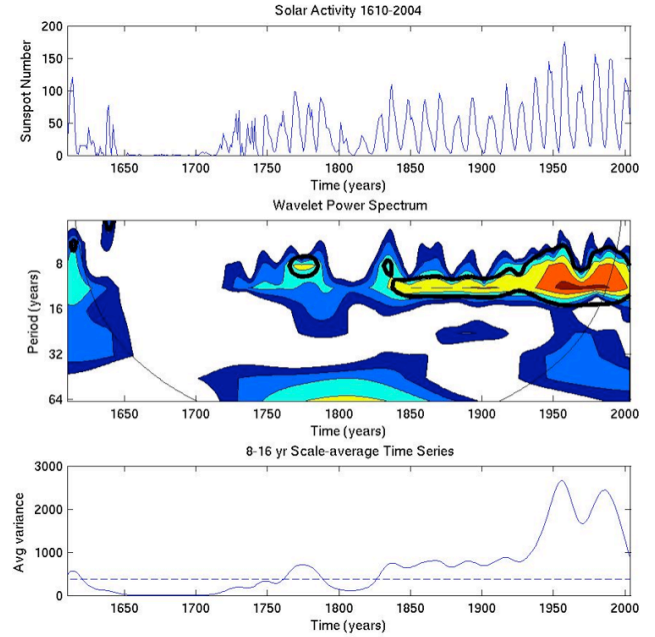 Solar Activity 1610-2004
Sunspot Number
200
150
100
50
0
1650 1700 1750 1800 1850 1900 1950 2000
Time (years)
Wavelet Power Spectrum
Period (years)
8
16
32
64
1650 1700 1750 1800 1850 1900 1950 2000
Time (years)
8-16 yr Scale-average Time Series
Avg variance
3000
2000
1000
0
1650 1700 1750 1800 1850 1900 1950 2000
Time (years)